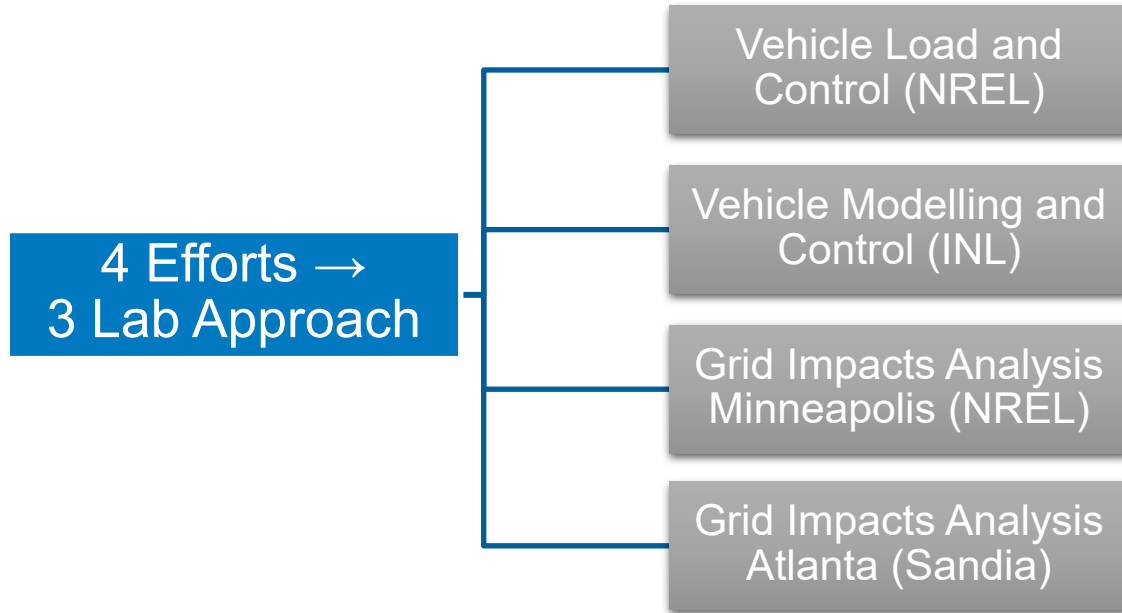 4 Efforts →
3 Lab Approach
Vehicle Load and
Control (NREL)
Vehicle Modelling and
Control (INL)
Grid Impacts Analysis
Minneapolis (NREL)
Grid Impacts Analysis
Atlanta (Sandia)